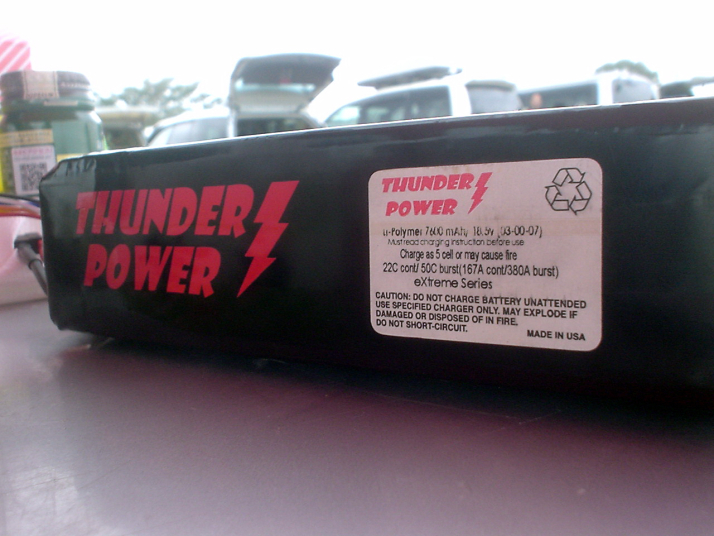 THUNDER
POWER
THUNDER
POWER
Li-Polymer 7600 mAh, 18.5v (03-00-07)
Must read charging instruction before use
Charge as 5 cell or may cause fire
22C cont/ 50C burst(167A cont/380A burst)
eXtreme Series
CAUTION: DO NOT CHARGE BATTERY UNATTENDED
USE SPECIFIED CHARGER ONLY. MAY EXPLODE IF
DAMAGED OR DISPOSED OF IN FIRE.
DO NOT SHORT-CIRCUIT.
MADE IN USA